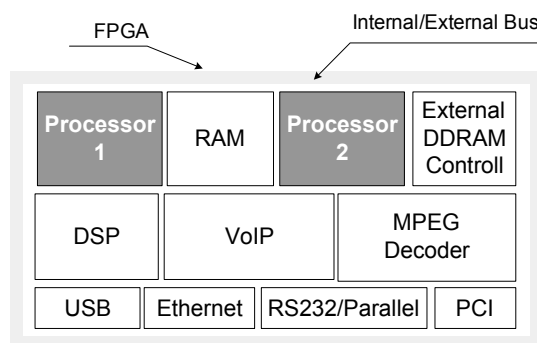 FPGA
Internal/External Bus
Processor
1
RAM
Processor
2
External
DDRAM
Controll
DSP
VoIP
MPEG
Decoder
USB
Ethernet
RS232/Parallel
PCI